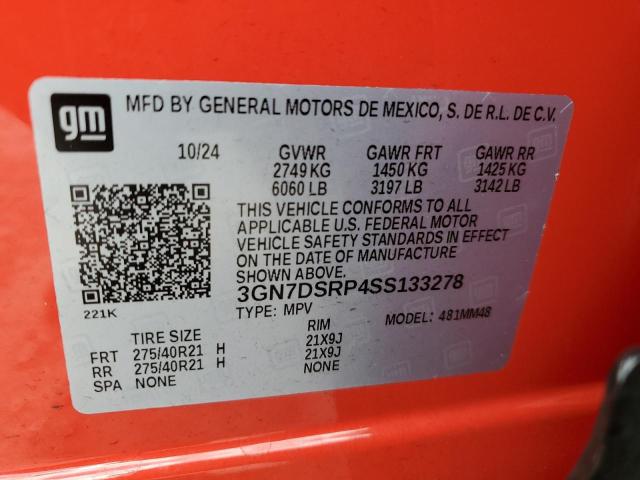 gm
MFD BY GENERAL MOTORS DE MEXICO, S. DE R.L. DE C.V.
10/24 GVWR GAWR FRT GAWR RR
2749 KG 1450 KG 1425 KG
6060 LB 3197 LB 3142 LB
THIS VEHICLE CONFORMS TO ALL
APPLICABLE U.S. FEDERAL MOTOR
VEHICLE SAFETY STANDARDS IN EFFECT
ON THE DATE OF MANUFACTURE
SHOWN ABOVE.
3GN7DSRP4SS133278
221K
TYPE: MPV MODEL: 481MM48
TIRE SIZE RIM
FRT 275/40R21 H 21X9J
RR 275/40R21 H 21X9J
SPA NONE NONE